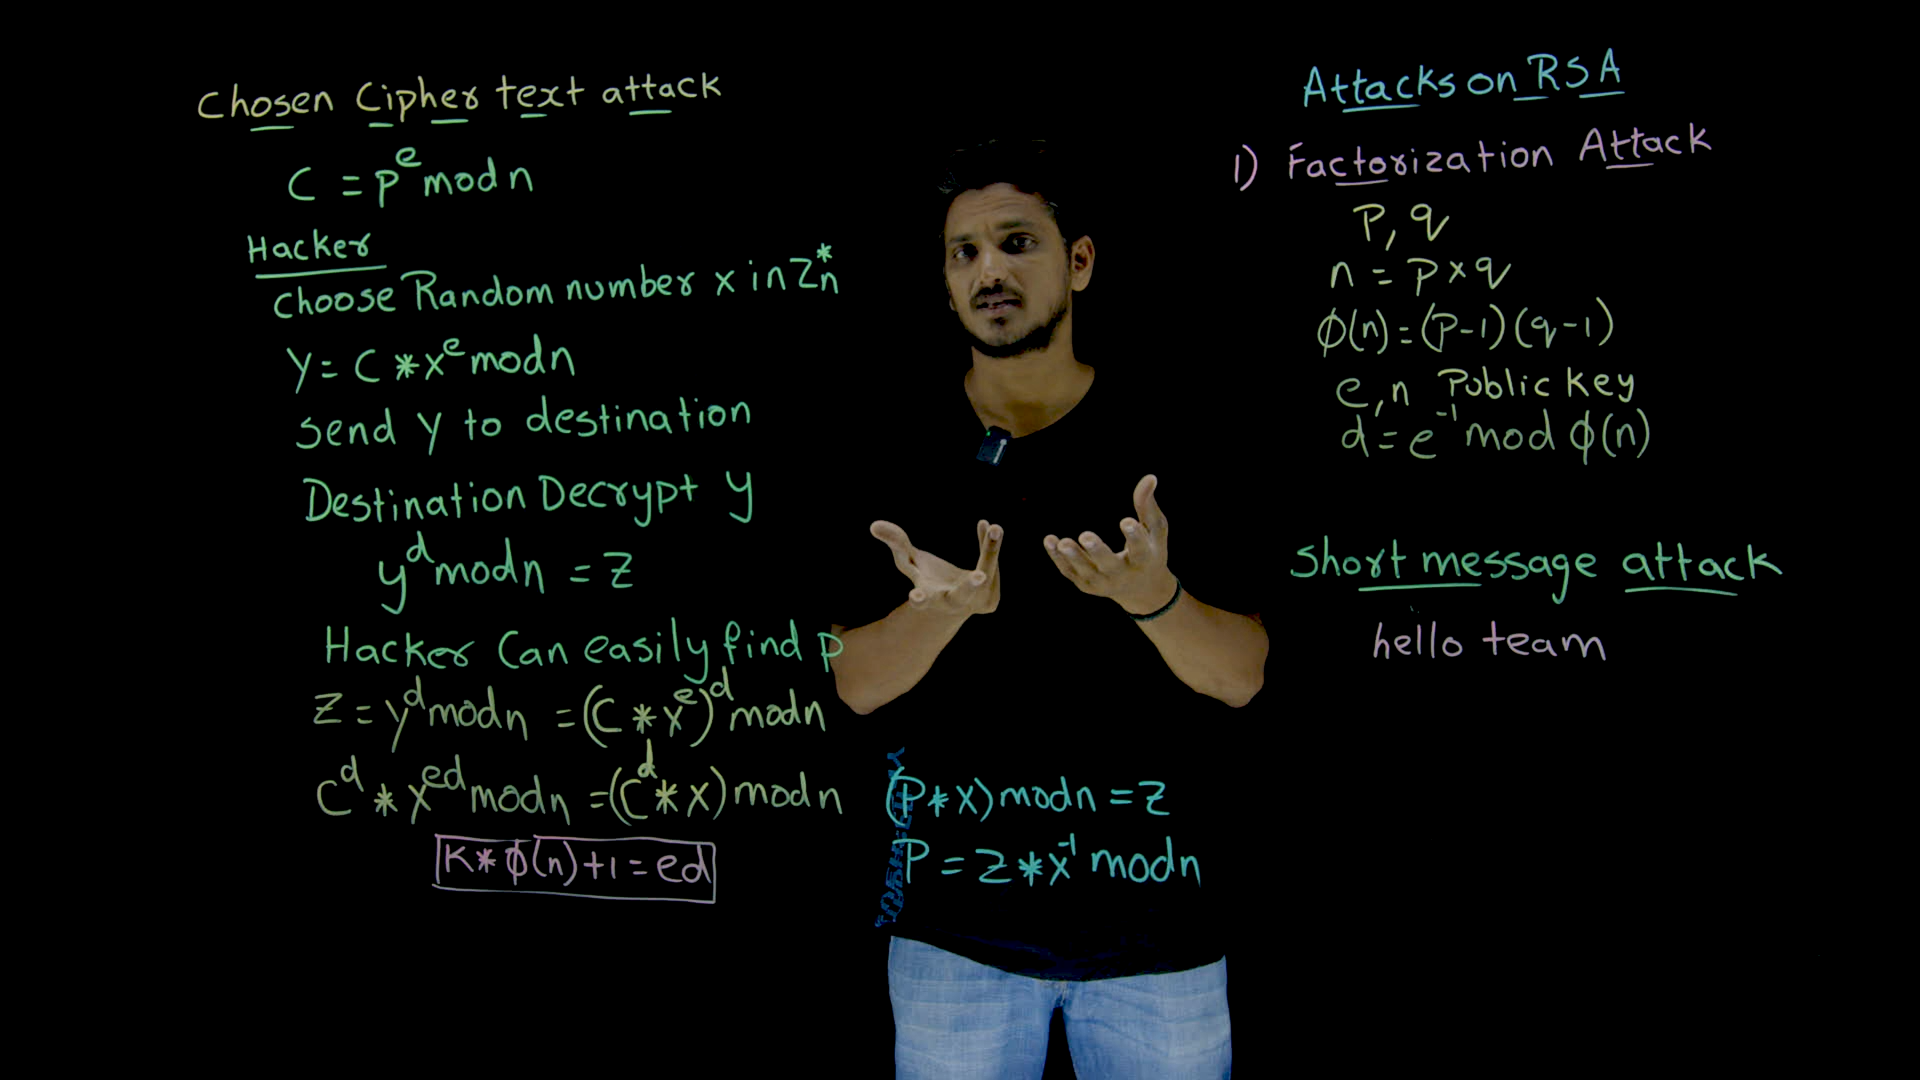 Chosen Cipher text attack
C = p^e mod n
Hacker
Choose Random number x in Zn*
Y = C * x^e mod n
Send Y to destination
Destination Decrypt y
y^d mod n = Z
Hacker Can easily find p
Z = y^d mod n = (C * x^e)^d mod n
C^d * x^ed mod n = (C^d * x) mod n
(P * x) mod n = Z
K * φ(n) + 1 = ed
P = Z * x^-1 mod n
Attacks on RSA
1) Factorization Attack
P, q
n = P × q
φ(n) = (P-1) (q-1)
e, n Public key
d = e^-1 mod φ(n)
Short message attack
hello team